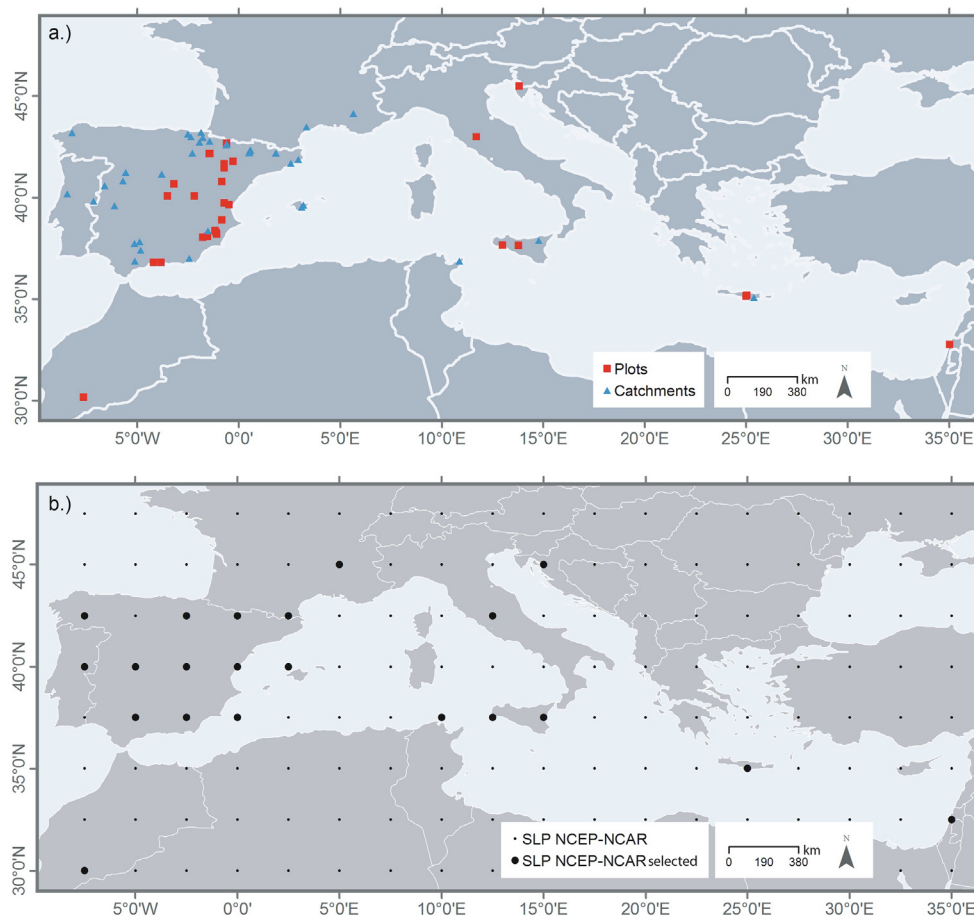 a.)
45°0'N
40°0'N
35°0'N
30°0'N
Plots
Catchments
N
km
0 190 380
5°0'W 0°0' 5°0'E 10°0'E 15°0'E 20°0'E 25°0'E 30°0'E 35°0'E
b.)
45°0'N
40°0'N
35°0'N
30°0'N
SLP NCEP-NCAR
SLP NCEP-NCAR selected
N
km
0 190 380
5°0'W 0°0' 5°0'E 10°0'E 15°0'E 20°0'E 25°0'E 30°0'E 35°0'E